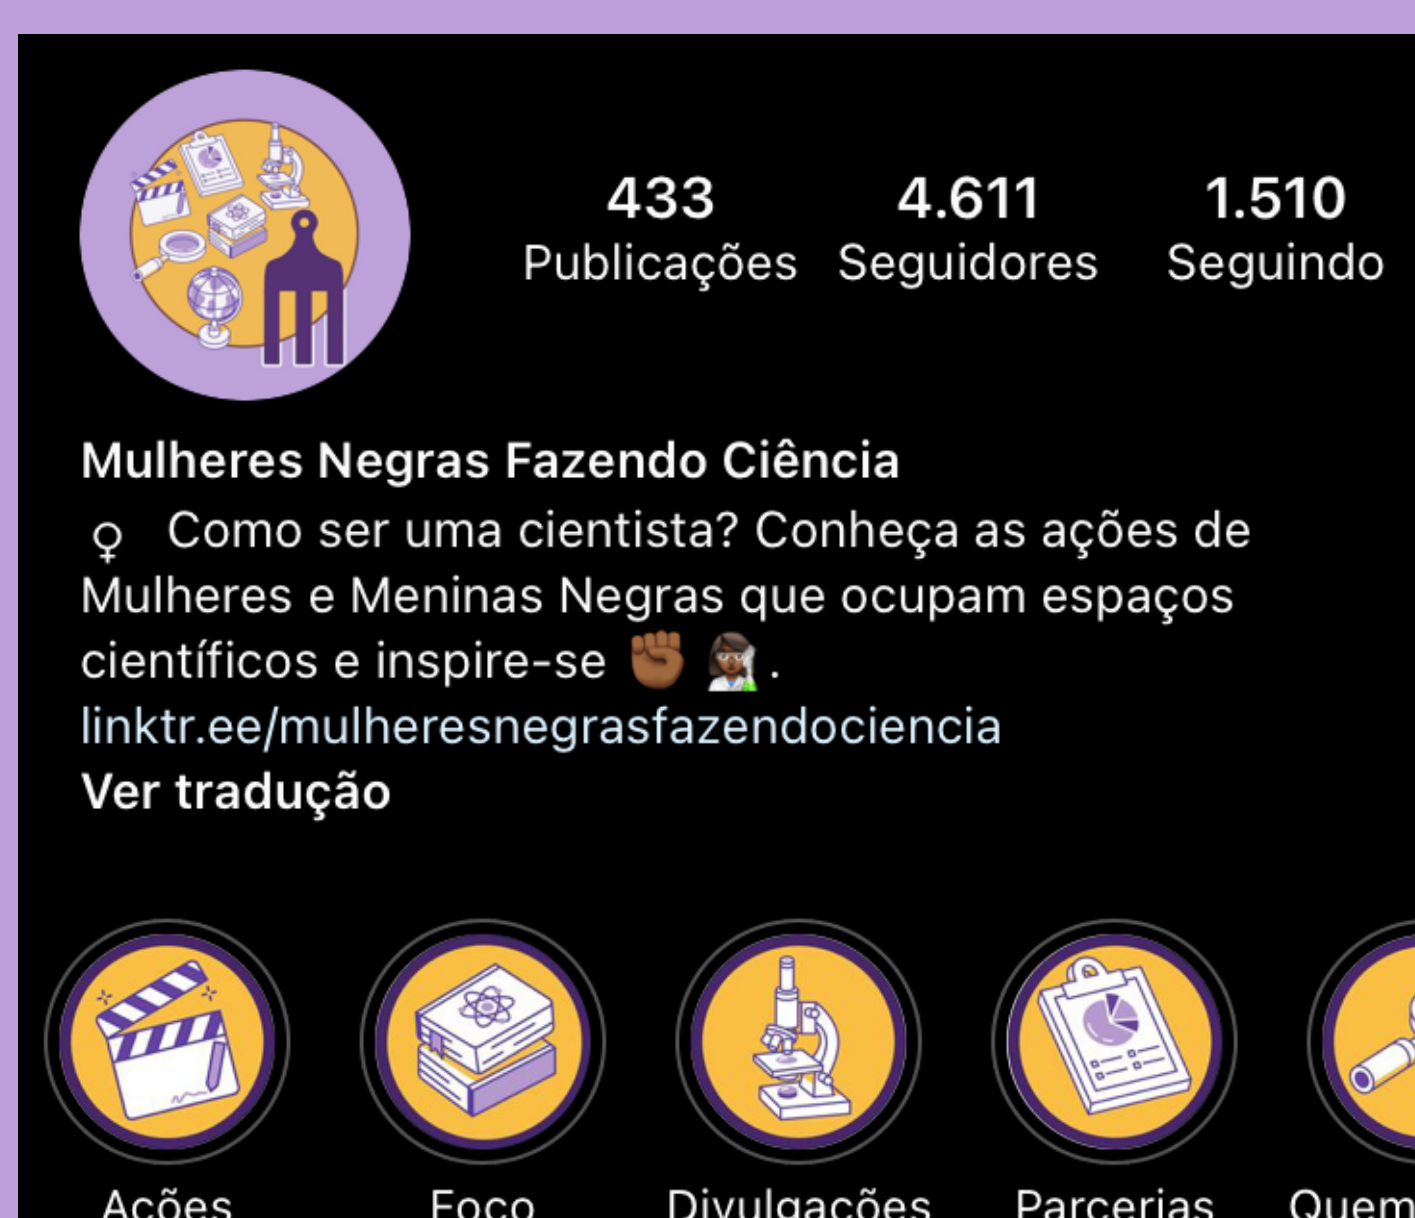 433 4.611 1.510
Publicações Seguidores Seguindo
Mulheres Negras Fazendo Ciência
♀ Como ser uma cientista? Conheça as ações de
Mulheres e Meninas Negras que ocupam espaços
científicos e inspire-se ✊🏾 👩🏾‍🔬.
linktr.ee/mulheresnegrasfazendociencia
Ver tradução
Ações Foco Divulgações Parcerias Quem